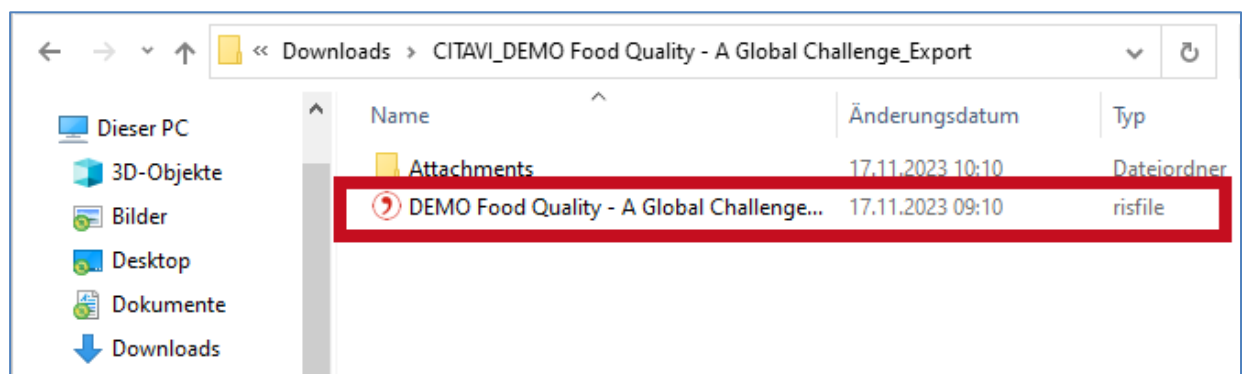 « Downloads › CITAVI_DEMO Food Quality - A Global Challenge_Export
Name Änderungsdatum Typ
Dieser PC
3D-Objekte
Bilder
Desktop
Dokumente
Downloads
Attachments 17.11.2023 10:10 Dateiordner
DEMO Food Quality - A Global Challenge... 17.11.2023 09:10 risfile